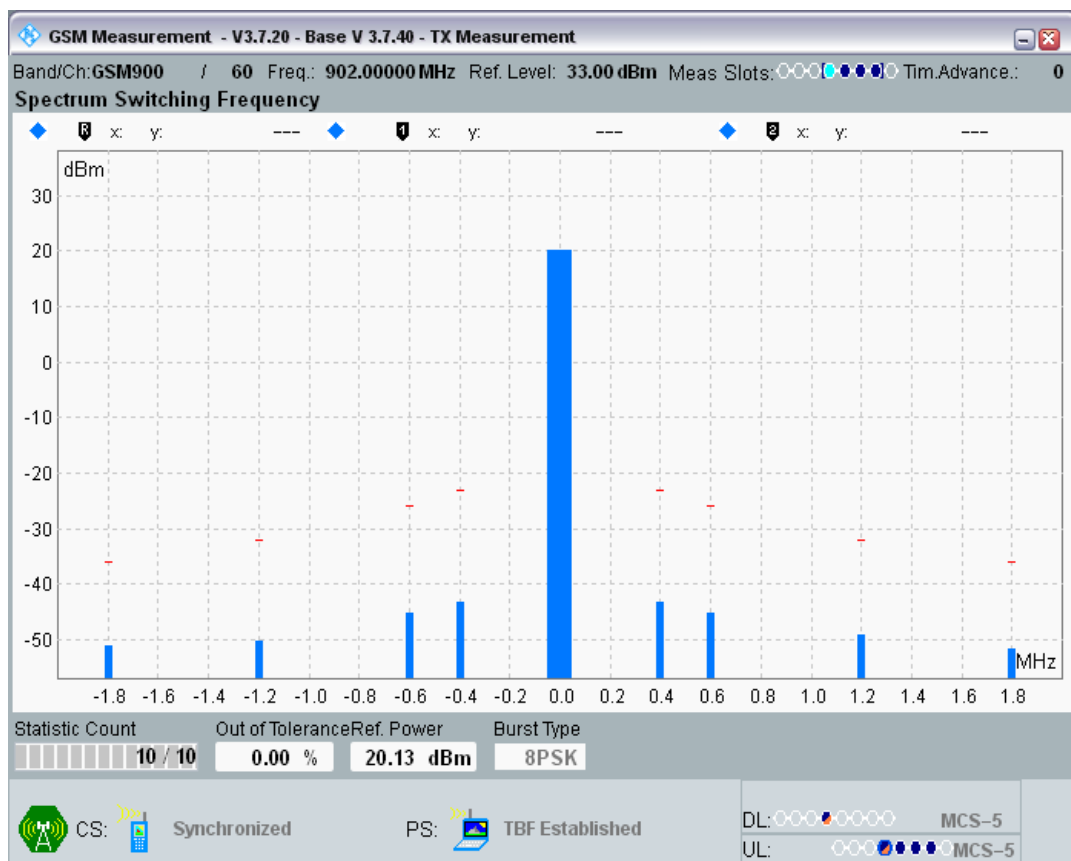 GSM Measurement - V3.7.20 - Base V 3.7.40 - TX Measurement
Band/Ch:GSM900 / 60 Freq.: 902.00000 MHz Ref. Level: 33.00 dBm Meas Slots: Tim.Advance.: 0
Spectrum Switching Frequency
R x: y: --- 1 x: y: --- 2 x: y: ---
dBm
30
20
10
0
-10
-20
-30
-40
-50
MHz
-1.8 -1.6 -1.4 -1.2 -1.0 -0.8 -0.6 -0.4 -0.2 0.0 0.2 0.4 0.6 0.8 1.0 1.2 1.4 1.6 1.8
Statistic Count Out of Tolerance Ref. Power Burst Type
10 / 10 0.00 % 20.13 dBm 8PSK
CS: Synchronized PS: TBF Established
DL: MCS-5
UL: MCS-5